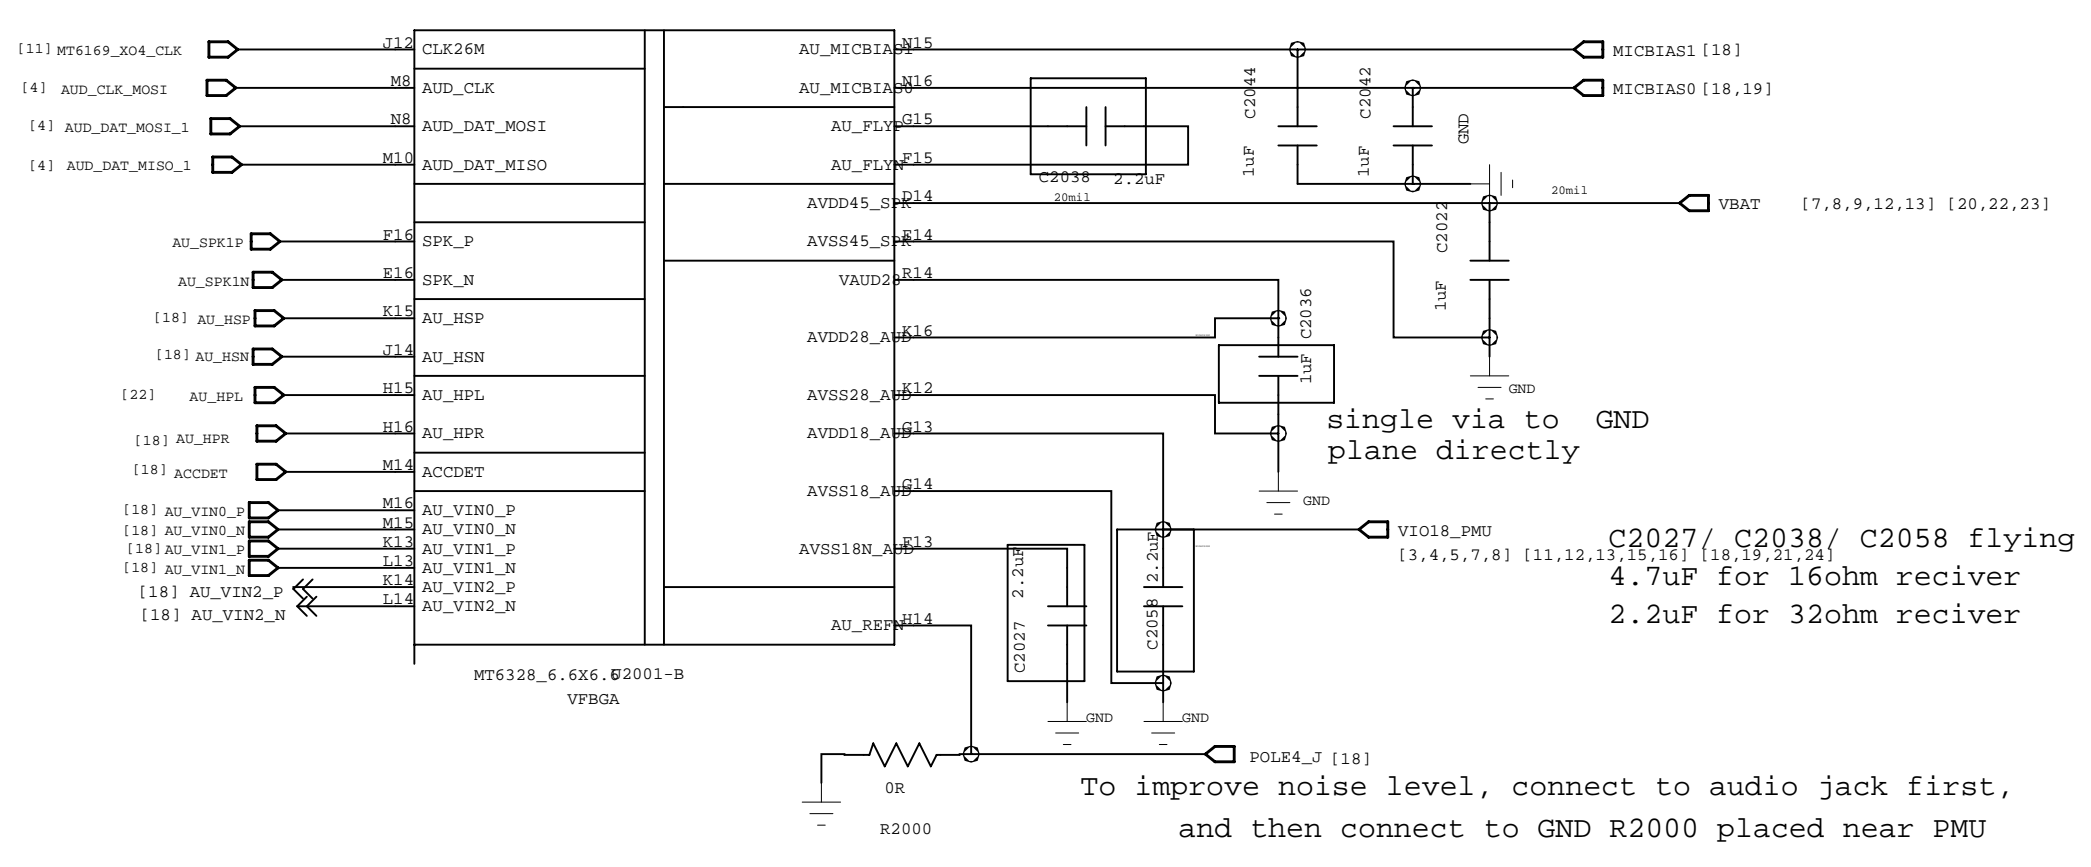 [11] MT6169_XO4_CLK J12 CLK26M AU_MICBIAS1 N15 MICBIAS1 [18]
[4] AUD_CLK_MOSI M8 AUD_CLK AU_MICBIAS0 N16 MICBIAS0 [18,19]
C2044 C2042
[4] AUD_DAT_MOSI_1 N8 AUD_DAT_MOSI AU_FLYP G15 GND
[4] AUD_DAT_MISO_1 M10 AUD_DAT_MISO AU_FLYN F15 1uF 1uF
C2038 2.2uF
20mil 20mil
AVDD45_SPK D14 VBAT [7,8,9,12,13] [20,22,23]
AU_SPK1P F16 SPK_P AVSS45_SPK E14 C2022
AU_SPK1N E16 SPK_N VAUD28 R14 1uF
[18] AU_HSP K15 AU_HSP C2036
AVDD28_AUD K16
[18] AU_HSN J14 AU_HSN 1uF
[22] AU_HPL H15 AU_HPL AVSS28_AUD K12 GND
single via to GND
plane directly
[18] AU_HPR H16 AU_HPR AVDD18_AUD G13
[18] ACCDET M14 ACCDET
AVSS18_AUD G14 GND
[18] AU_VIN0_P M16 AU_VIN0_P
[18] AU_VIN0_N M15 AU_VIN0_N VIO18_PMU
[3,4,5,7,8] [11,12,13,15,16] [18,19,21,24]
[18] AU_VIN1_P K13 AU_VIN1_P AVSS18N_AUD F13
[18] AU_VIN1_N L13 AU_VIN1_N
[18] AU_VIN2_P K14 AU_VIN2_P
[18] AU_VIN2_N L14 AU_VIN2_N
2.2uF 2.2uF
C2027 C2058
C2027/ C2038/ C2058 flying
4.7uF for 16ohm reciver
2.2uF for 32ohm reciver
AU_REFN H14
MT6328_6.6X6.6 U2001-B
VFBGA
GND GND
POLE4_J [18]
0R
R2000
To improve noise level, connect to audio jack first,
and then connect to GND R2000 placed near PMU